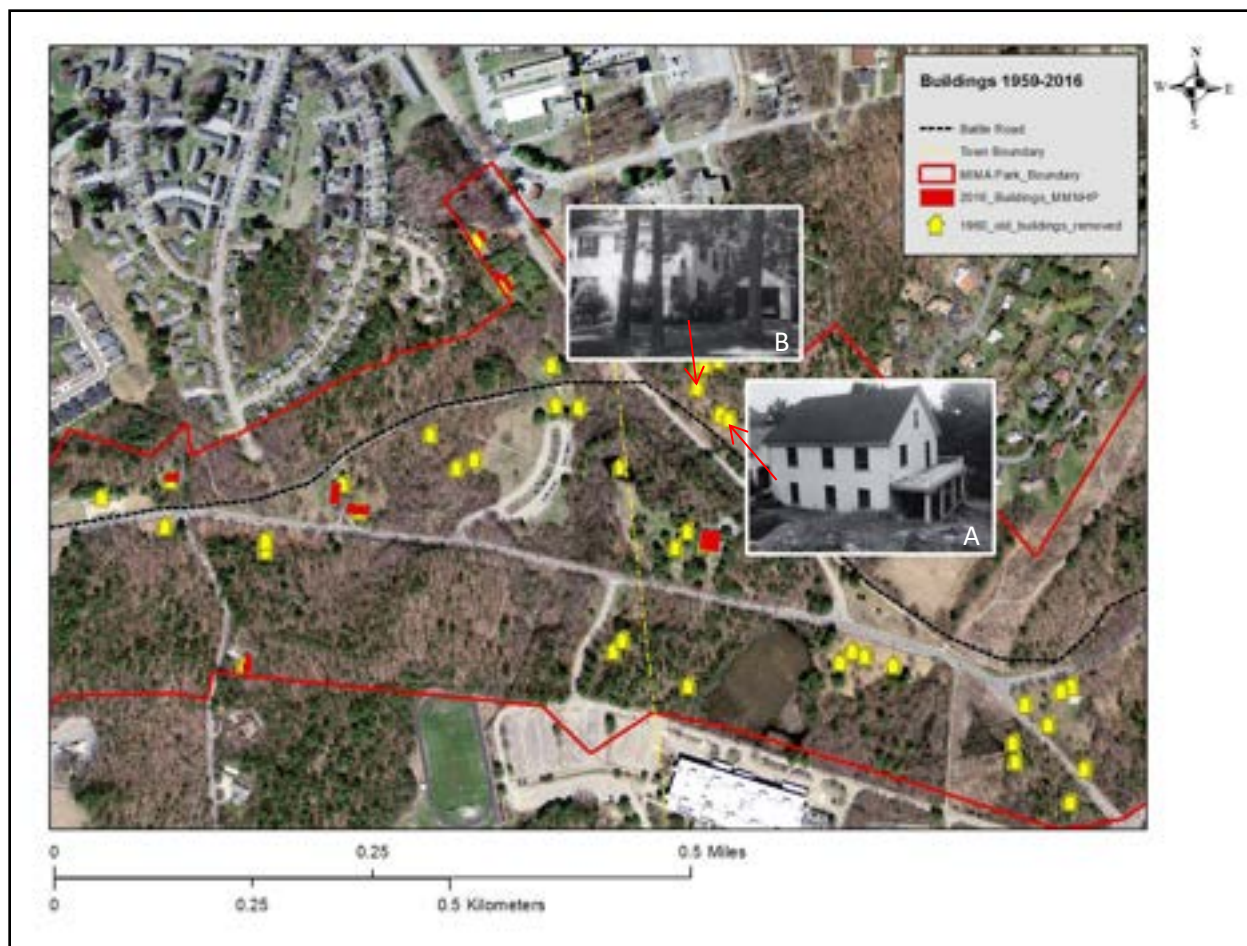 Buildings 1959-2016
Battle Road
Town Boundary
MIMA Park_Boundary
2016_Buildings_MMNHP
1960_old_buildings_removed
N
W
E
S
B
A
0
0.25
0.5 Miles
0
0.25
0.5 Kilometers